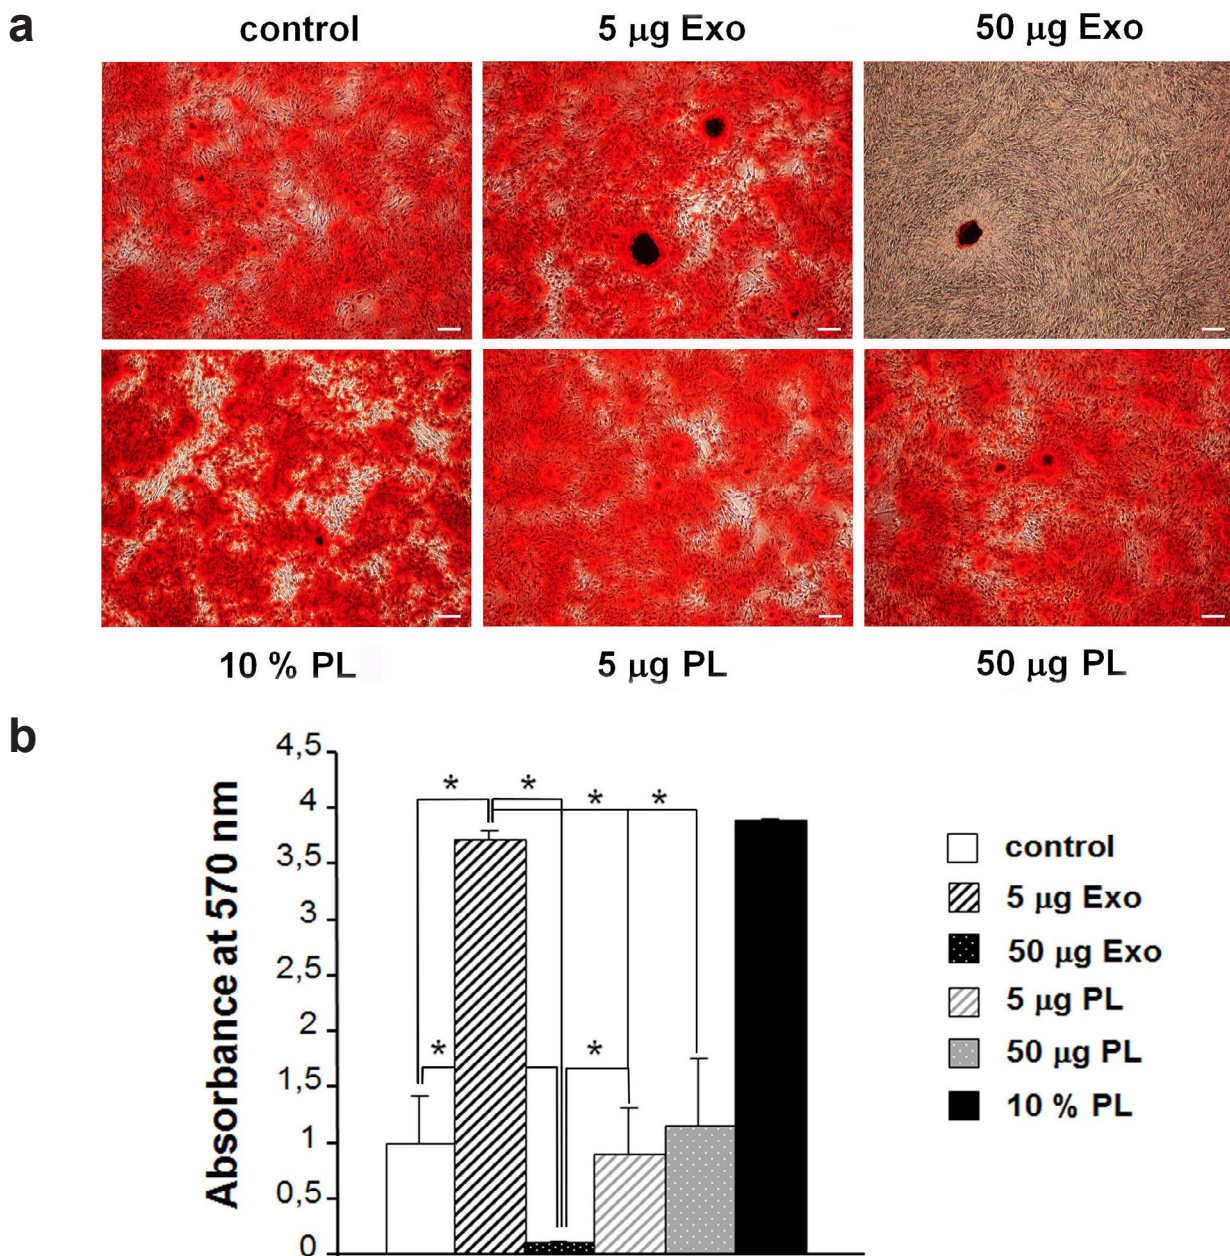 a
control 5 µg Exo 50 µg Exo
10 % PL 5 µg PL 50 µg PL
b
Absorbance at 570 nm
4,5
4
3,5
3
2,5
2
1,5
1
0,5
0
* * * *
* *
control
5 µg Exo
50 µg Exo
5 µg PL
50 µg PL
10 % PL